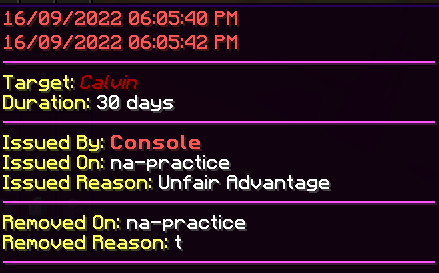 16/09/2022 06:05:40 PM
16/09/2022 06:05:42 PM
Target: Calvin
Duration: 30 days
Issued By: Console
Issued On: na-practice
Issued Reason: Unfair Advantage
Removed On: na-practice
Removed Reason: t